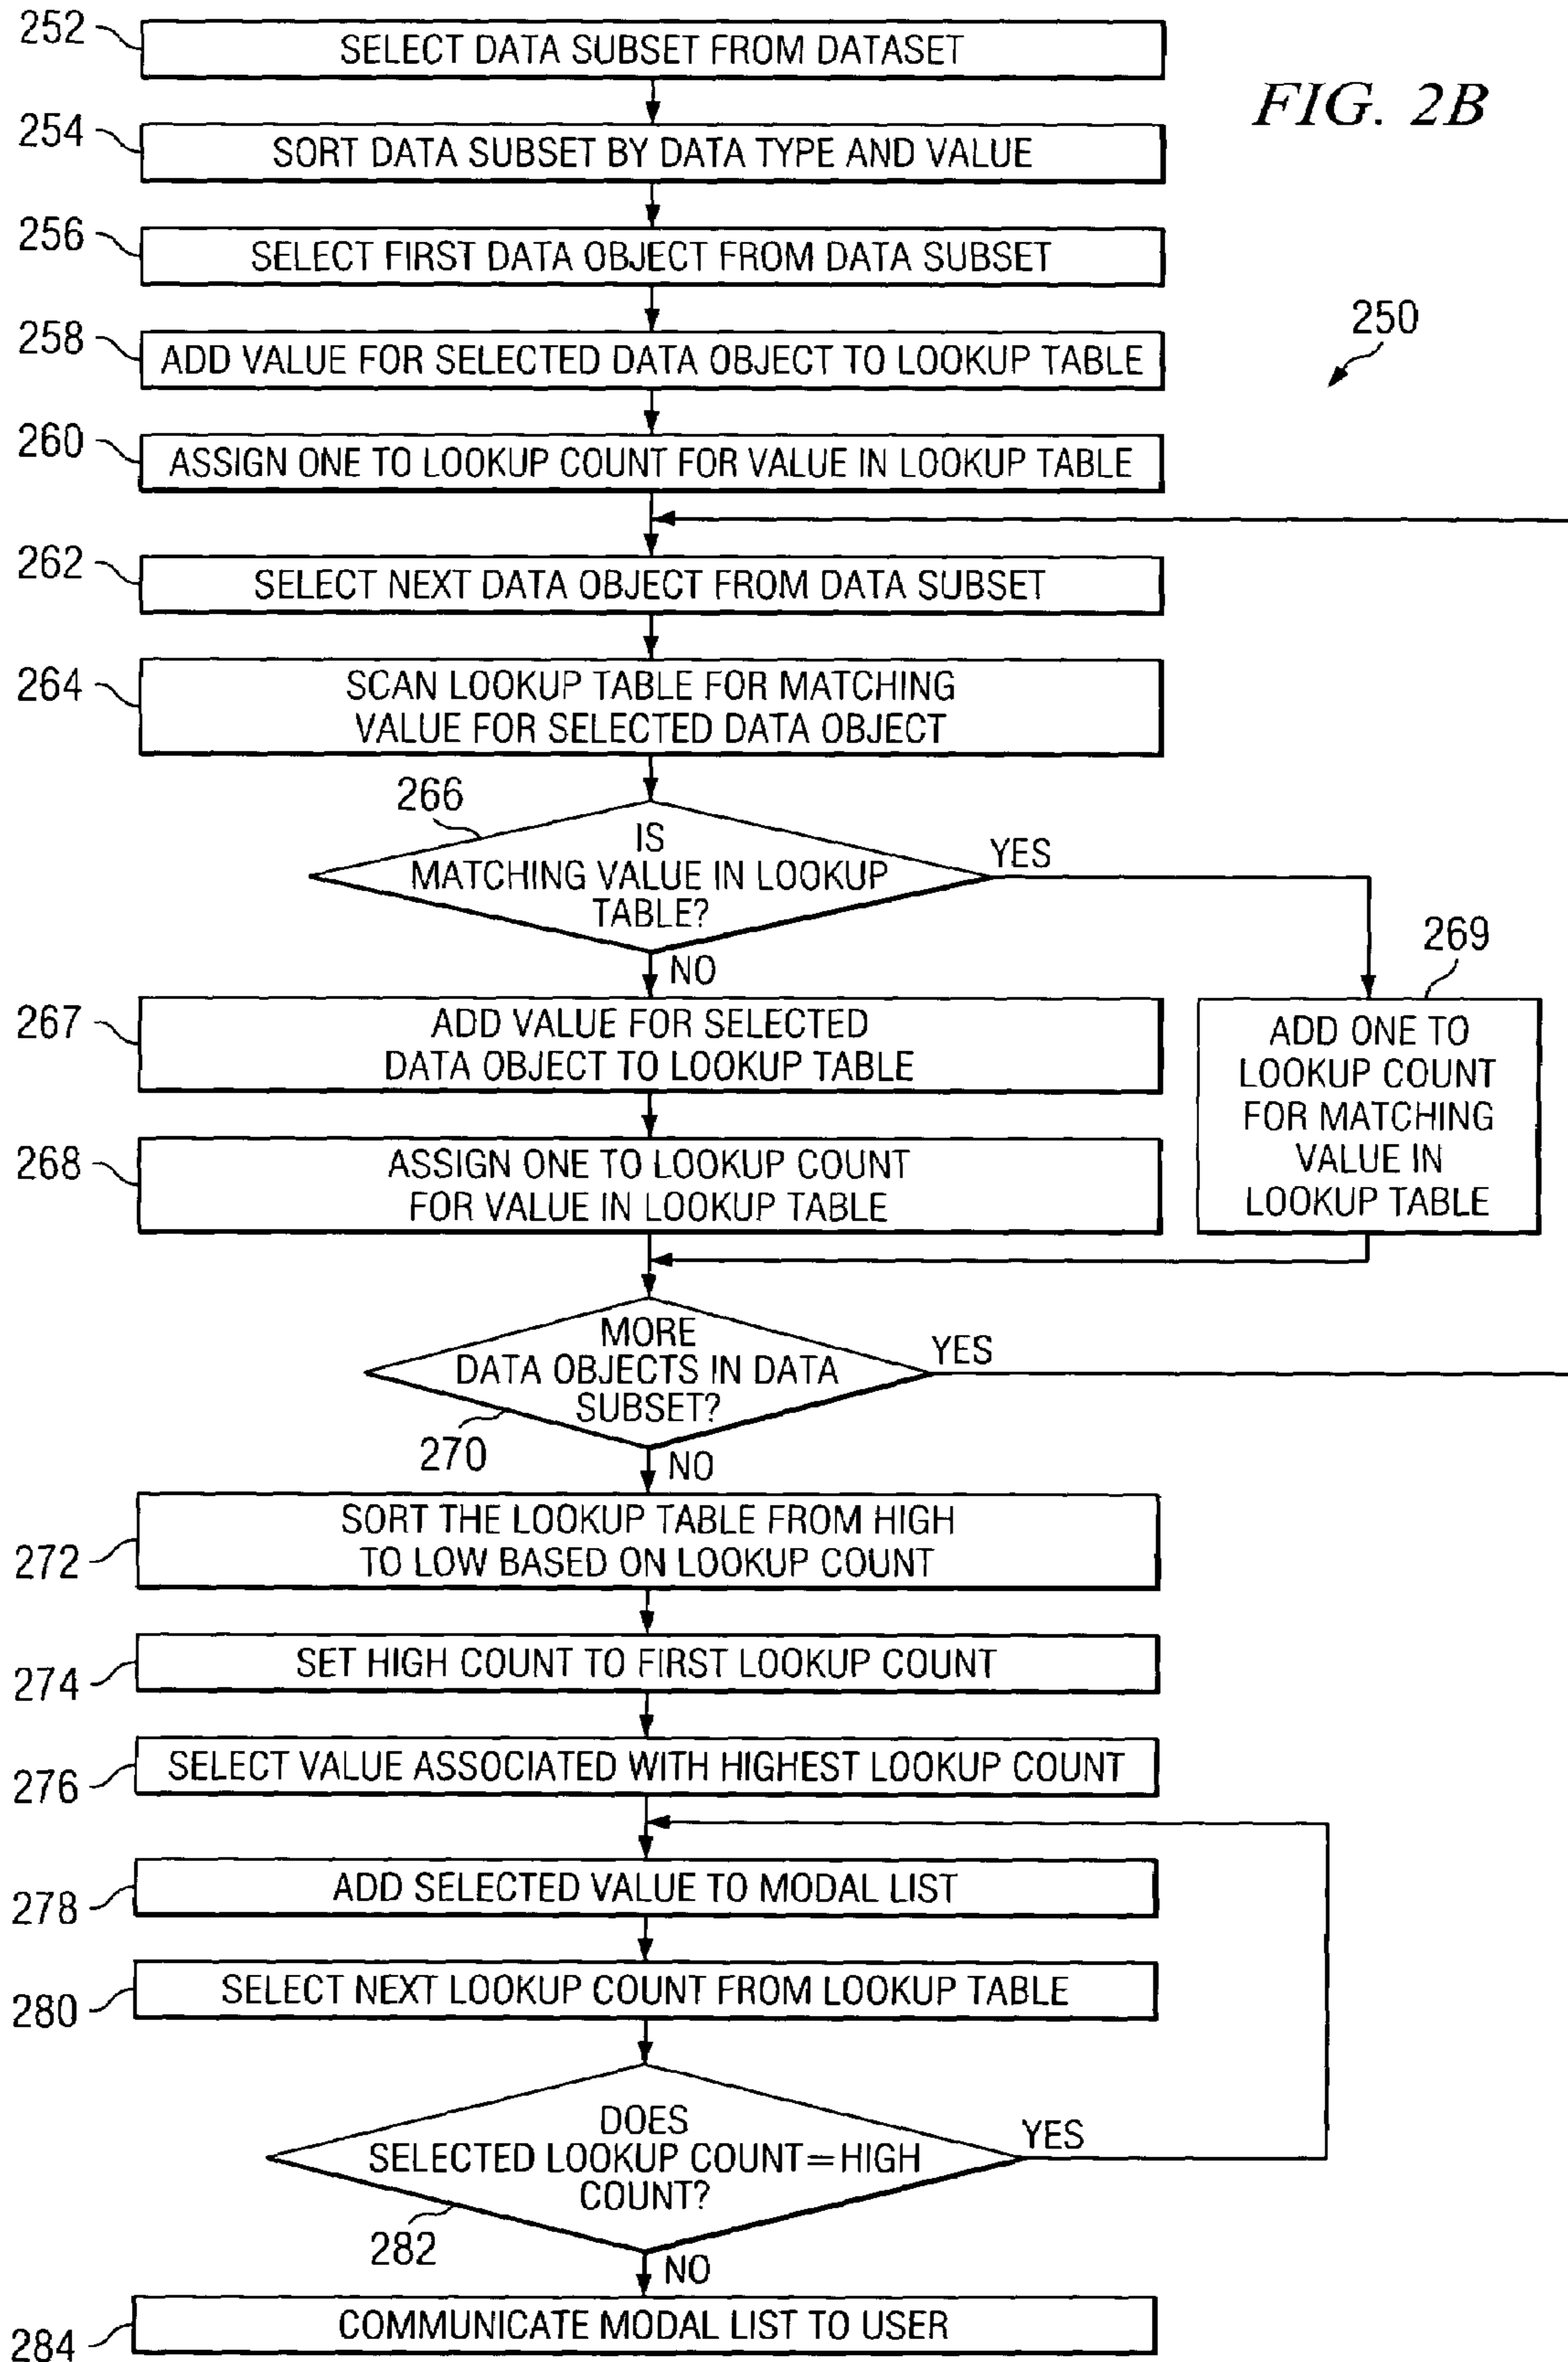 252
SELECT DATA SUBSET FROM DATASET
FIG. 2B
254
SORT DATA SUBSET BY DATA TYPE AND VALUE
256
SELECT FIRST DATA OBJECT FROM DATA SUBSET
250
258
ADD VALUE FOR SELECTED DATA OBJECT TO LOOKUP TABLE
260
ASSIGN ONE TO LOOKUP COUNT FOR VALUE IN LOOKUP TABLE
262
SELECT NEXT DATA OBJECT FROM DATA SUBSET
264
SCAN LOOKUP TABLE FOR MATCHING
VALUE FOR SELECTED DATA OBJECT
266
IS
MATCHING VALUE IN LOOKUP
TABLE?
YES
NO
269
ADD ONE TO
LOOKUP COUNT
FOR MATCHING
VALUE IN
LOOKUP TABLE
267
ADD VALUE FOR SELECTED
DATA OBJECT TO LOOKUP TABLE
268
ASSIGN ONE TO LOOKUP COUNT
FOR VALUE IN LOOKUP TABLE
MORE
DATA OBJECTS IN DATA
SUBSET?
YES
270
NO
272
SORT THE LOOKUP TABLE FROM HIGH
TO LOW BASED ON LOOKUP COUNT
274
SET HIGH COUNT TO FIRST LOOKUP COUNT
276
SELECT VALUE ASSOCIATED WITH HIGHEST LOOKUP COUNT
278
ADD SELECTED VALUE TO MODAL LIST
280
SELECT NEXT LOOKUP COUNT FROM LOOKUP TABLE
DOES
SELECTED LOOKUP COUNT=HIGH
COUNT?
YES
282
NO
284
COMMUNICATE MODAL LIST TO USER